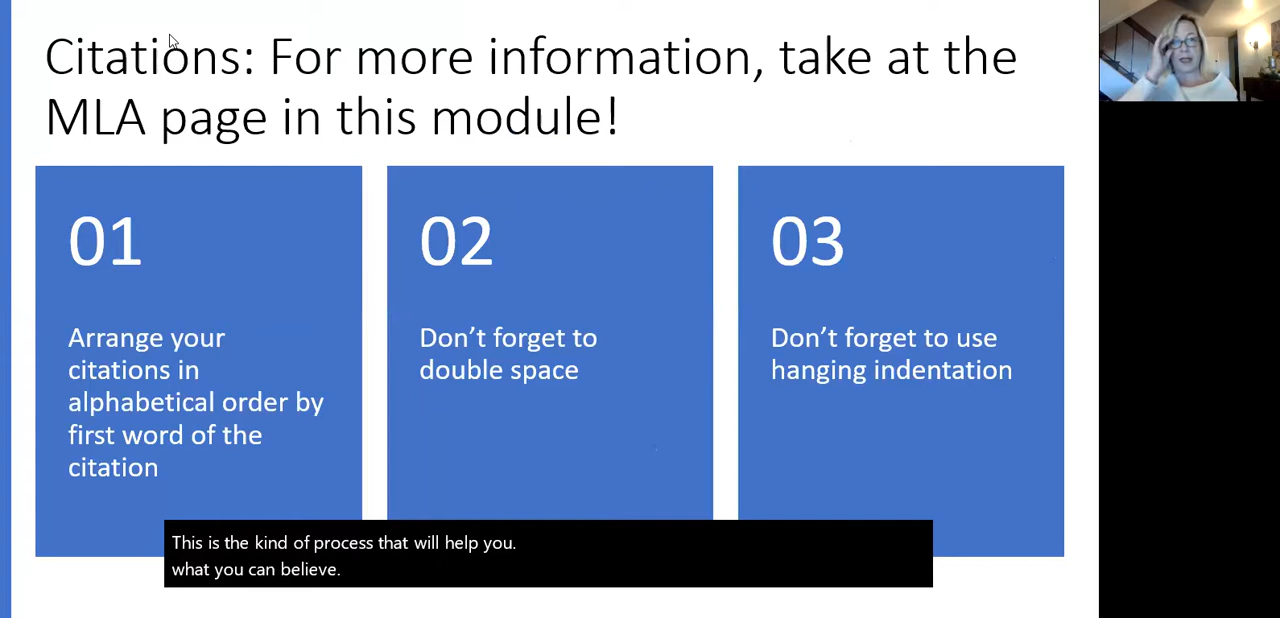 Citations: For more information, take at the
MLA page in this module!
01
Arrange your
citations in
alphabetical order by
first word of the
citation
02
Don’t forget to
double space
03
Don’t forget to use
hanging indentation
This is the kind of process that will help you.
what you can believe.